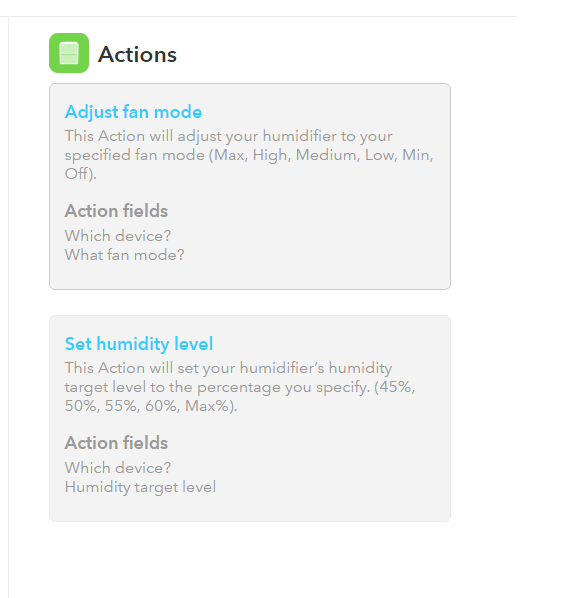 Actions
Adjust fan mode
This Action will adjust your humidifier to your
specified fan mode (Max, High, Medium, Low, Min,
Off).
Action fields
Which device?
What fan mode?
Set humidity level
This Action will set your humidifier’s humidity
target level to the percentage you specify. (45%,
50%, 55%, 60%, Max%).
Action fields
Which device?
Humidity target level